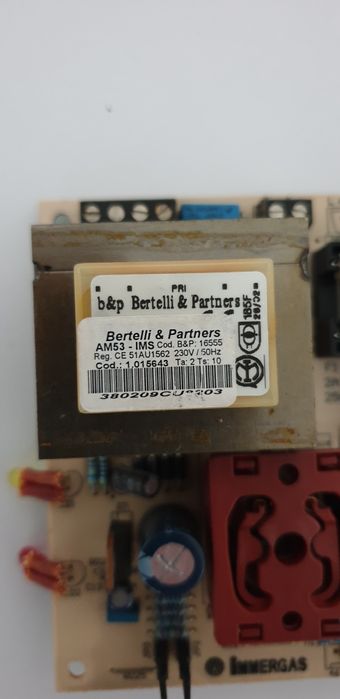 PRI
b&p Bertelli & Partners
Bertelli & Partners
AM53 - IMS Cod. B&P: 16555
Reg. CE 51AU1562 230V / 50Hz
Cod.: 1.015643 Ta: 2 Ts: 10
185F
IMMERGAS